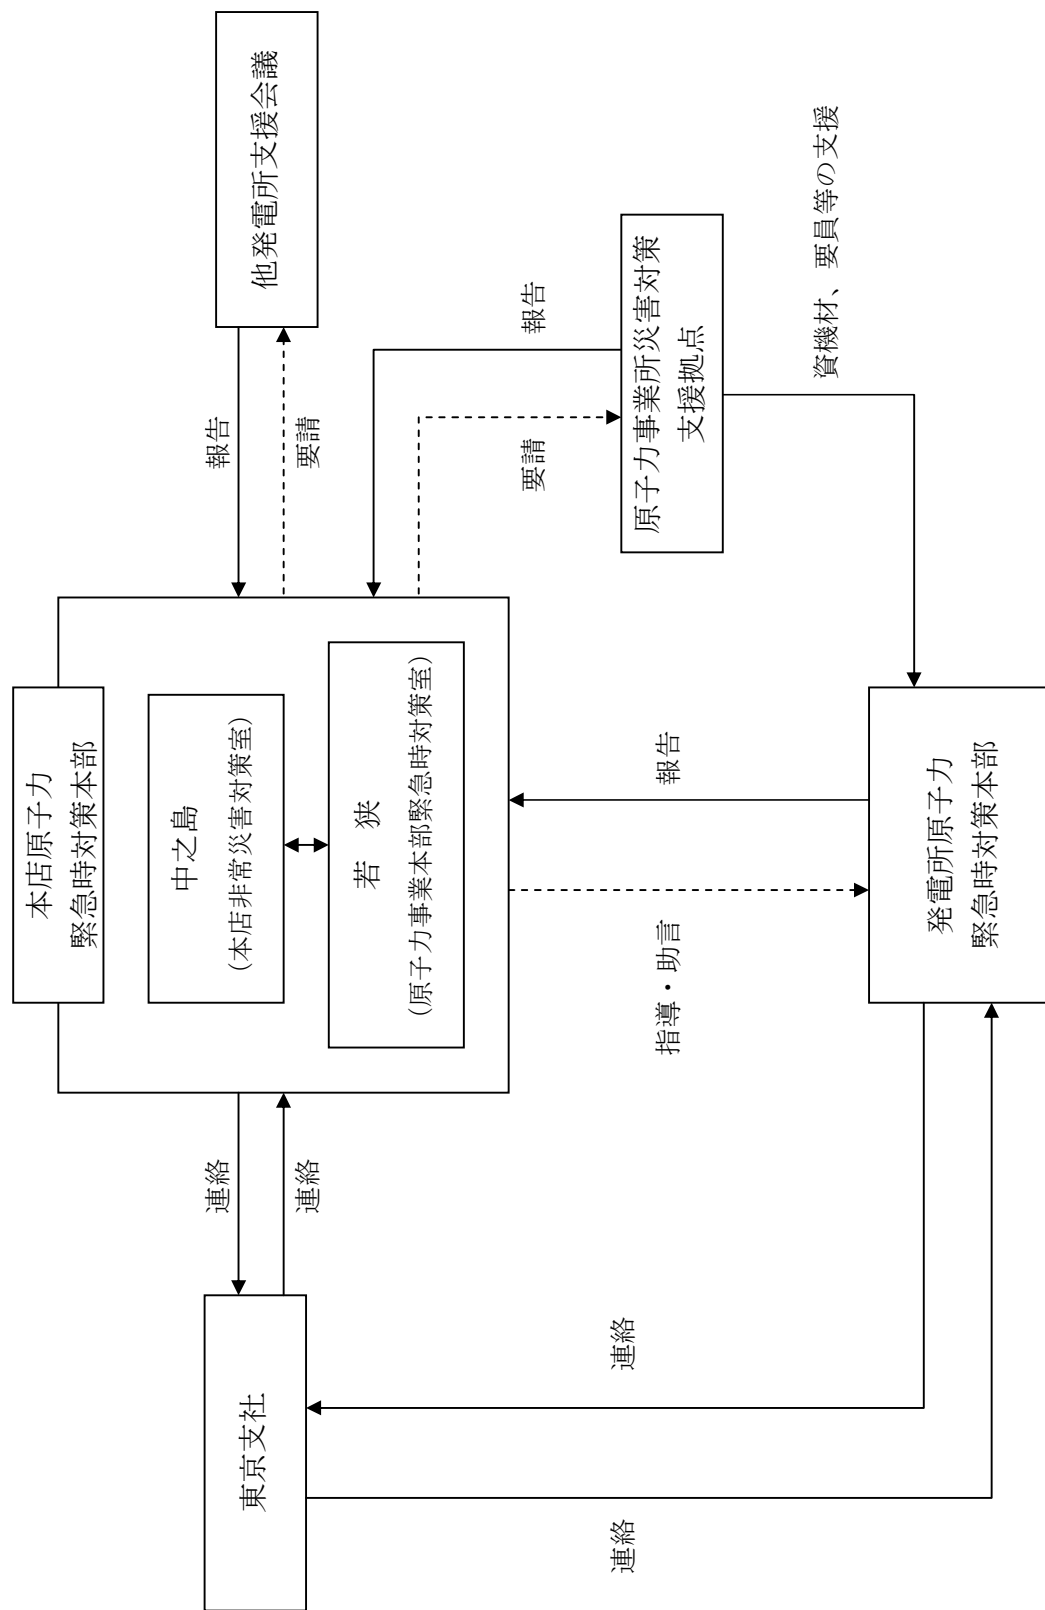 本店原子力
緊急時対策本部
中之島
(本店非常災害対策室)
若　狭
(原子力事業本部緊急時対策室)
東京支社
連絡
連絡
他発電所支援会議
報告
要請
報告
要請
原子力事業所災害対策
支援拠点
資機材、要員等の支援
指導・助言
報告
連絡
連絡
発電所原子力
緊急時対策本部